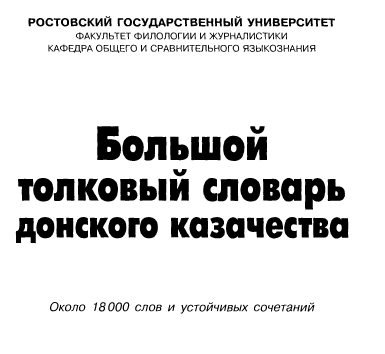 РОСТОВСКИЙ ГОСУДАРСТВЕННЫЙ УНИВЕРСИТЕТ
ФАКУЛЬТЕТ ФИЛОЛОГИИ И ЖУРНАЛИСТИКИ
КАФЕДРА ОБЩЕГО И СРАВНИТЕЛЬНОГО ЯЗЫКОЗНАНИЯ
Большой
толковый словарь
донского казачества
Около 18 000 слов и устойчивых сочетаний